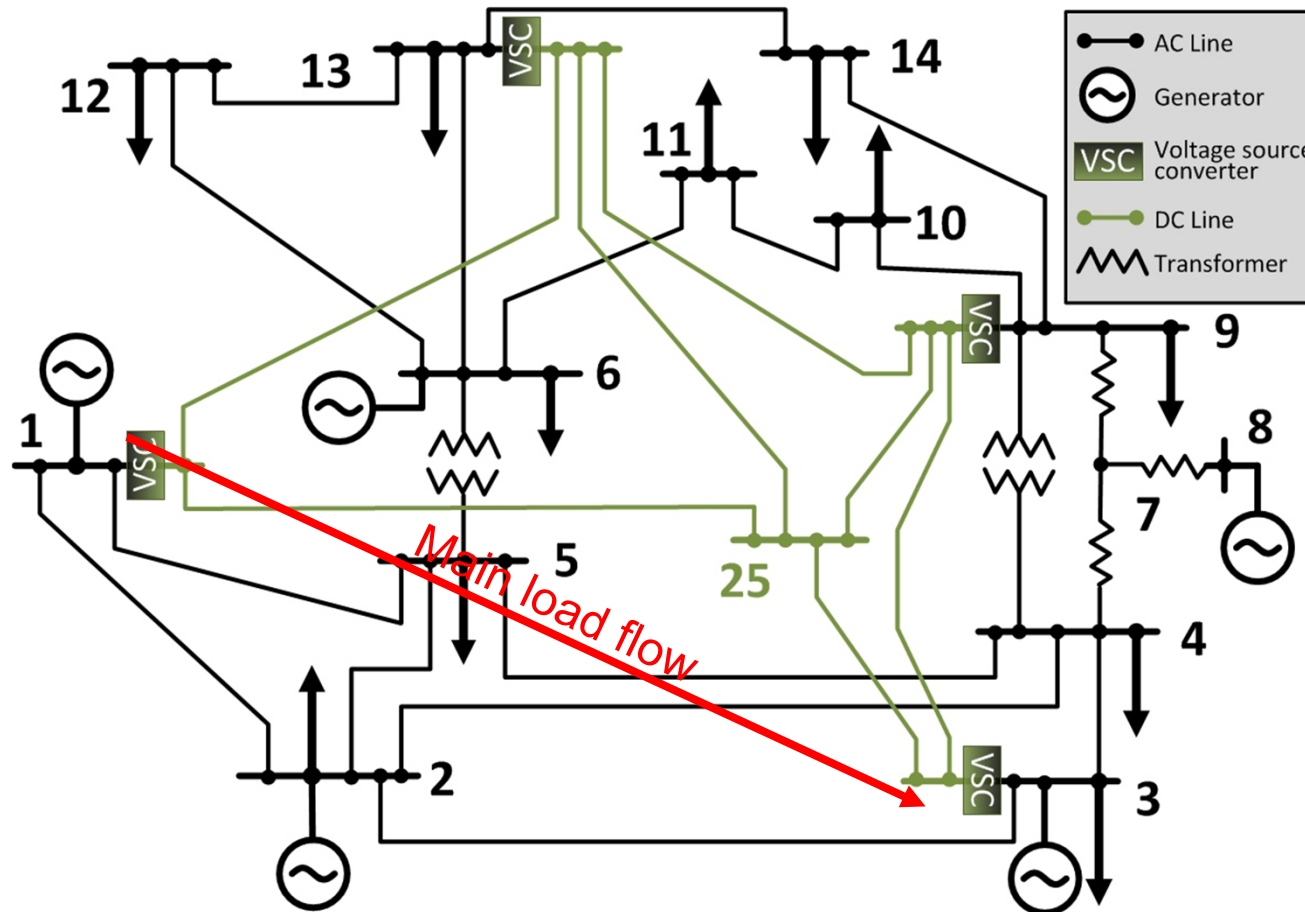 VSC
14
AC Line
13
12
Generator
11
VSC
Voltage source
converter
10
DC Line
Transformer
VSC
9
6
1
8
VSC
7
5
Main load flow
25
4
2
VSC
3